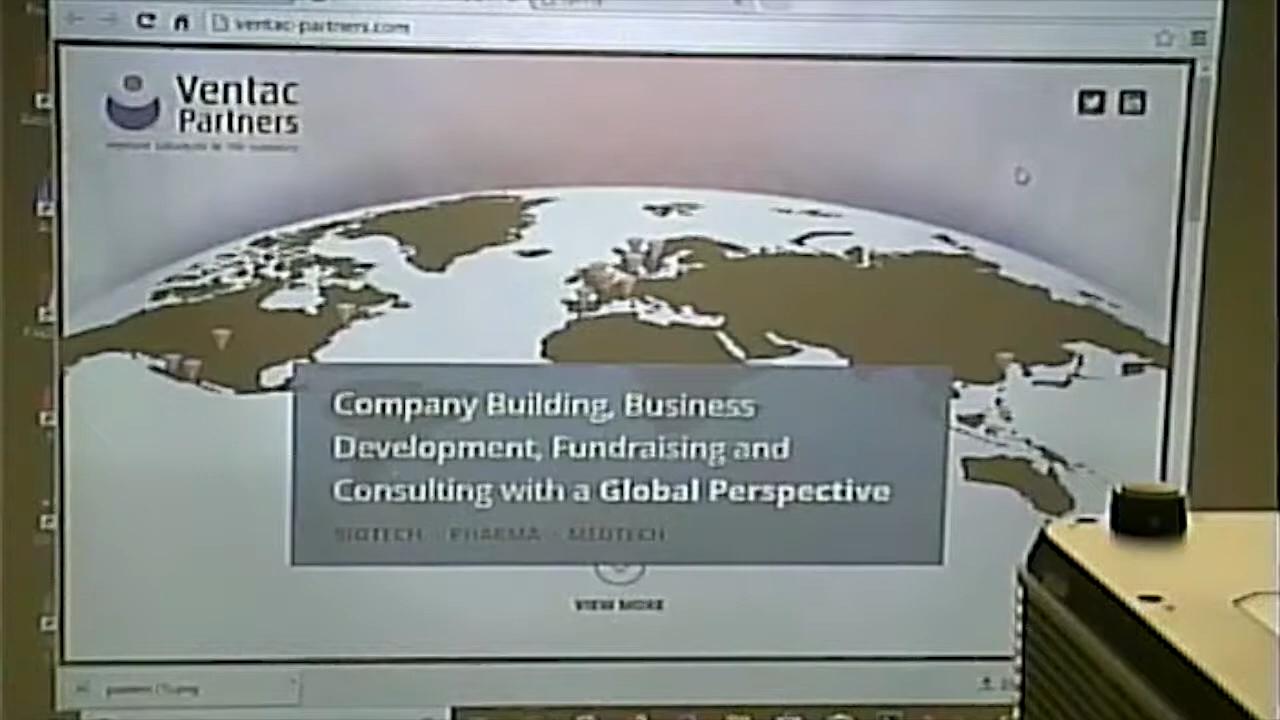 ventac-partners.com
Ventac
Partners
Company Building, Business
Development, Fundraising and
Consulting with a Global Perspective
BIOTECH - PHARMA - MEDTECH
VIEW MORE